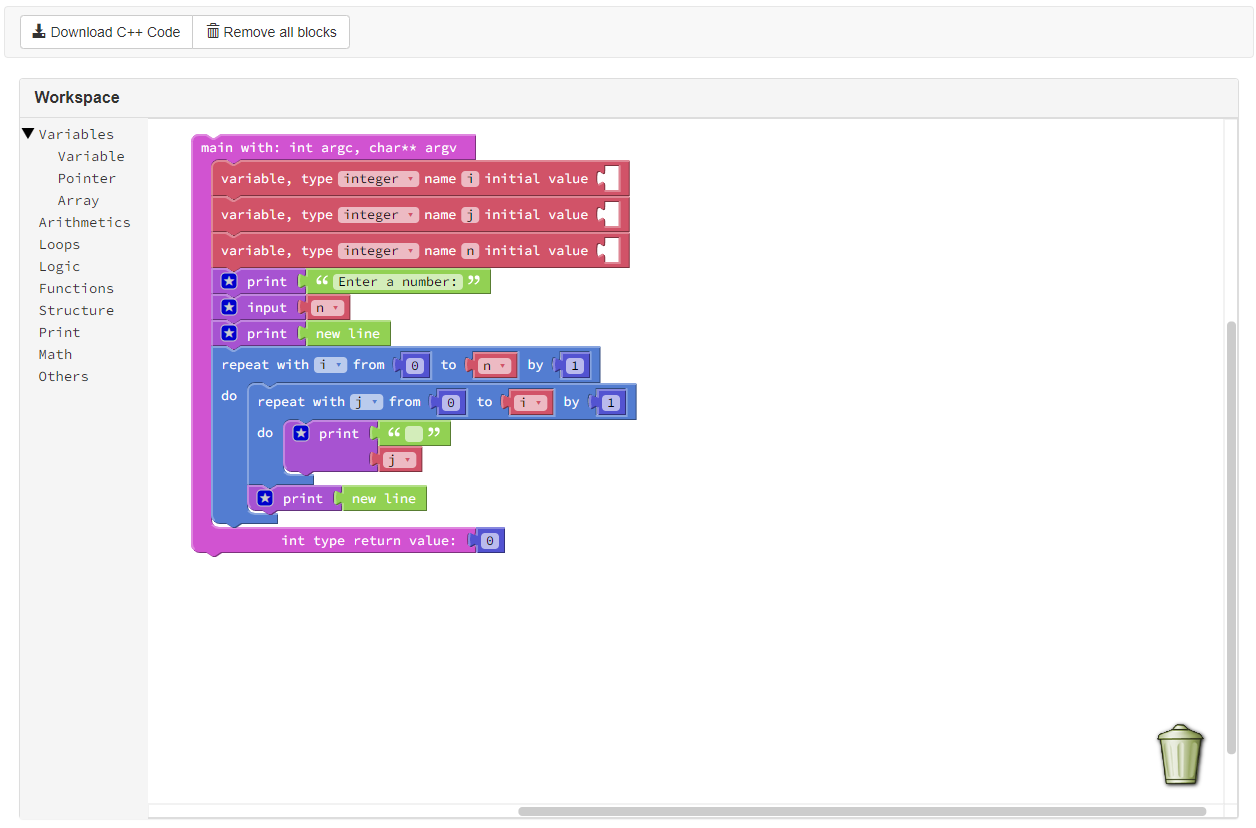 Download C++ Code Remove all blocks
Workspace
Variables
Variable
Pointer
Array
Arithmetics
Loops
Logic
Functions
Structure
Print
Math
Others
main with: int argc, char** argv
variable, type integer name i initial value
variable, type integer name j initial value
variable, type integer name n initial value
print “ Enter a number: ”
input n
print new line
repeat with i from 0 to n by 1
do repeat with j from 0 to i by 1
do print “ ”
j
print new line
int type return value: 0